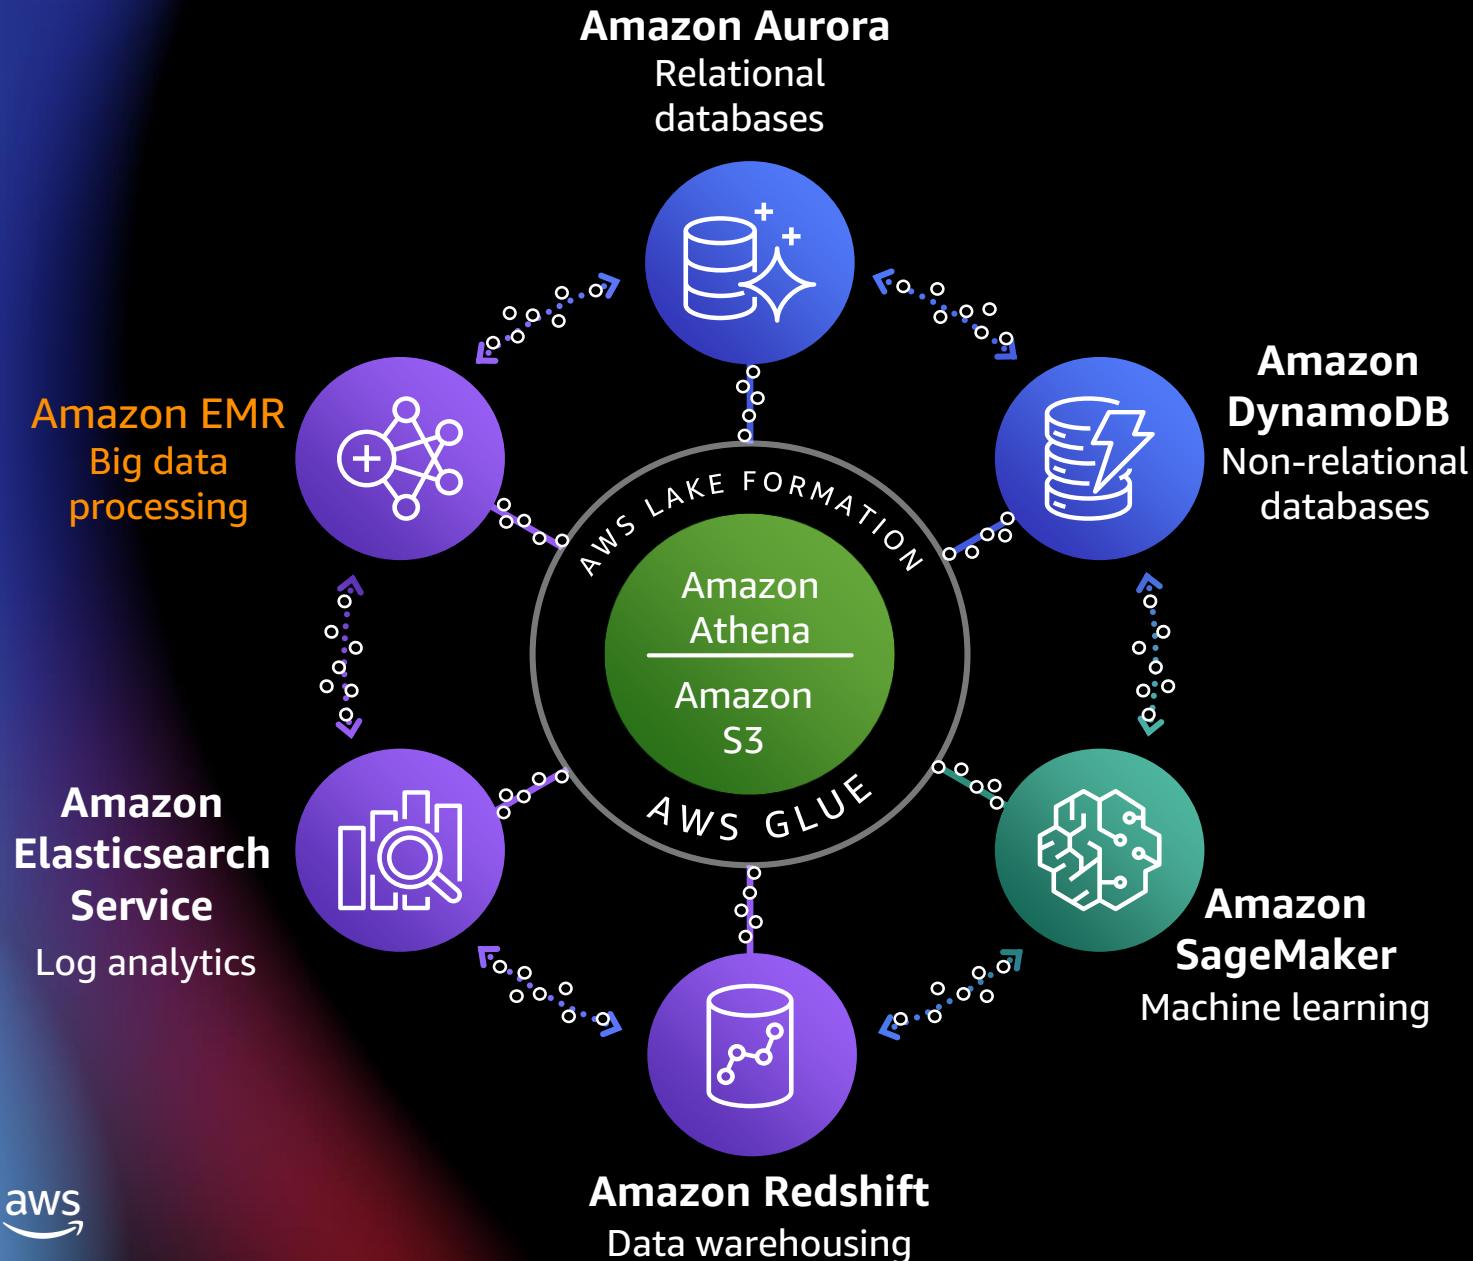 Amazon Aurora
Relational
databases
Amazon EMR
Big data
processing
Amazon
DynamoDB
Non-relational
databases
AWS LAKE FORMATION
Amazon
Athena
Amazon
S3
AWS GLUE
Amazon
Elasticsearch
Service
Log analytics
Amazon
SageMaker
Machine learning
Amazon Redshift
Data warehousing
aws